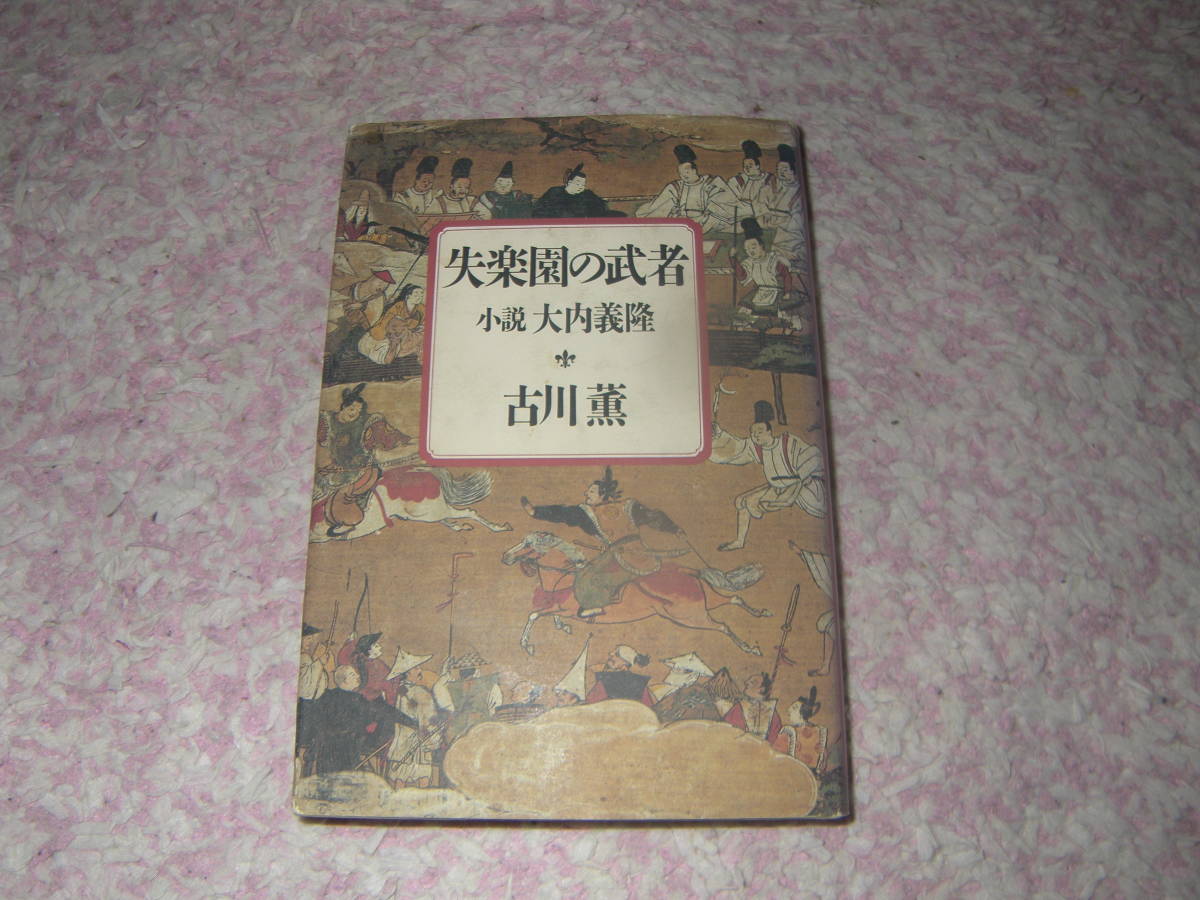 失楽園の武者
小説 大内義隆
古川薫